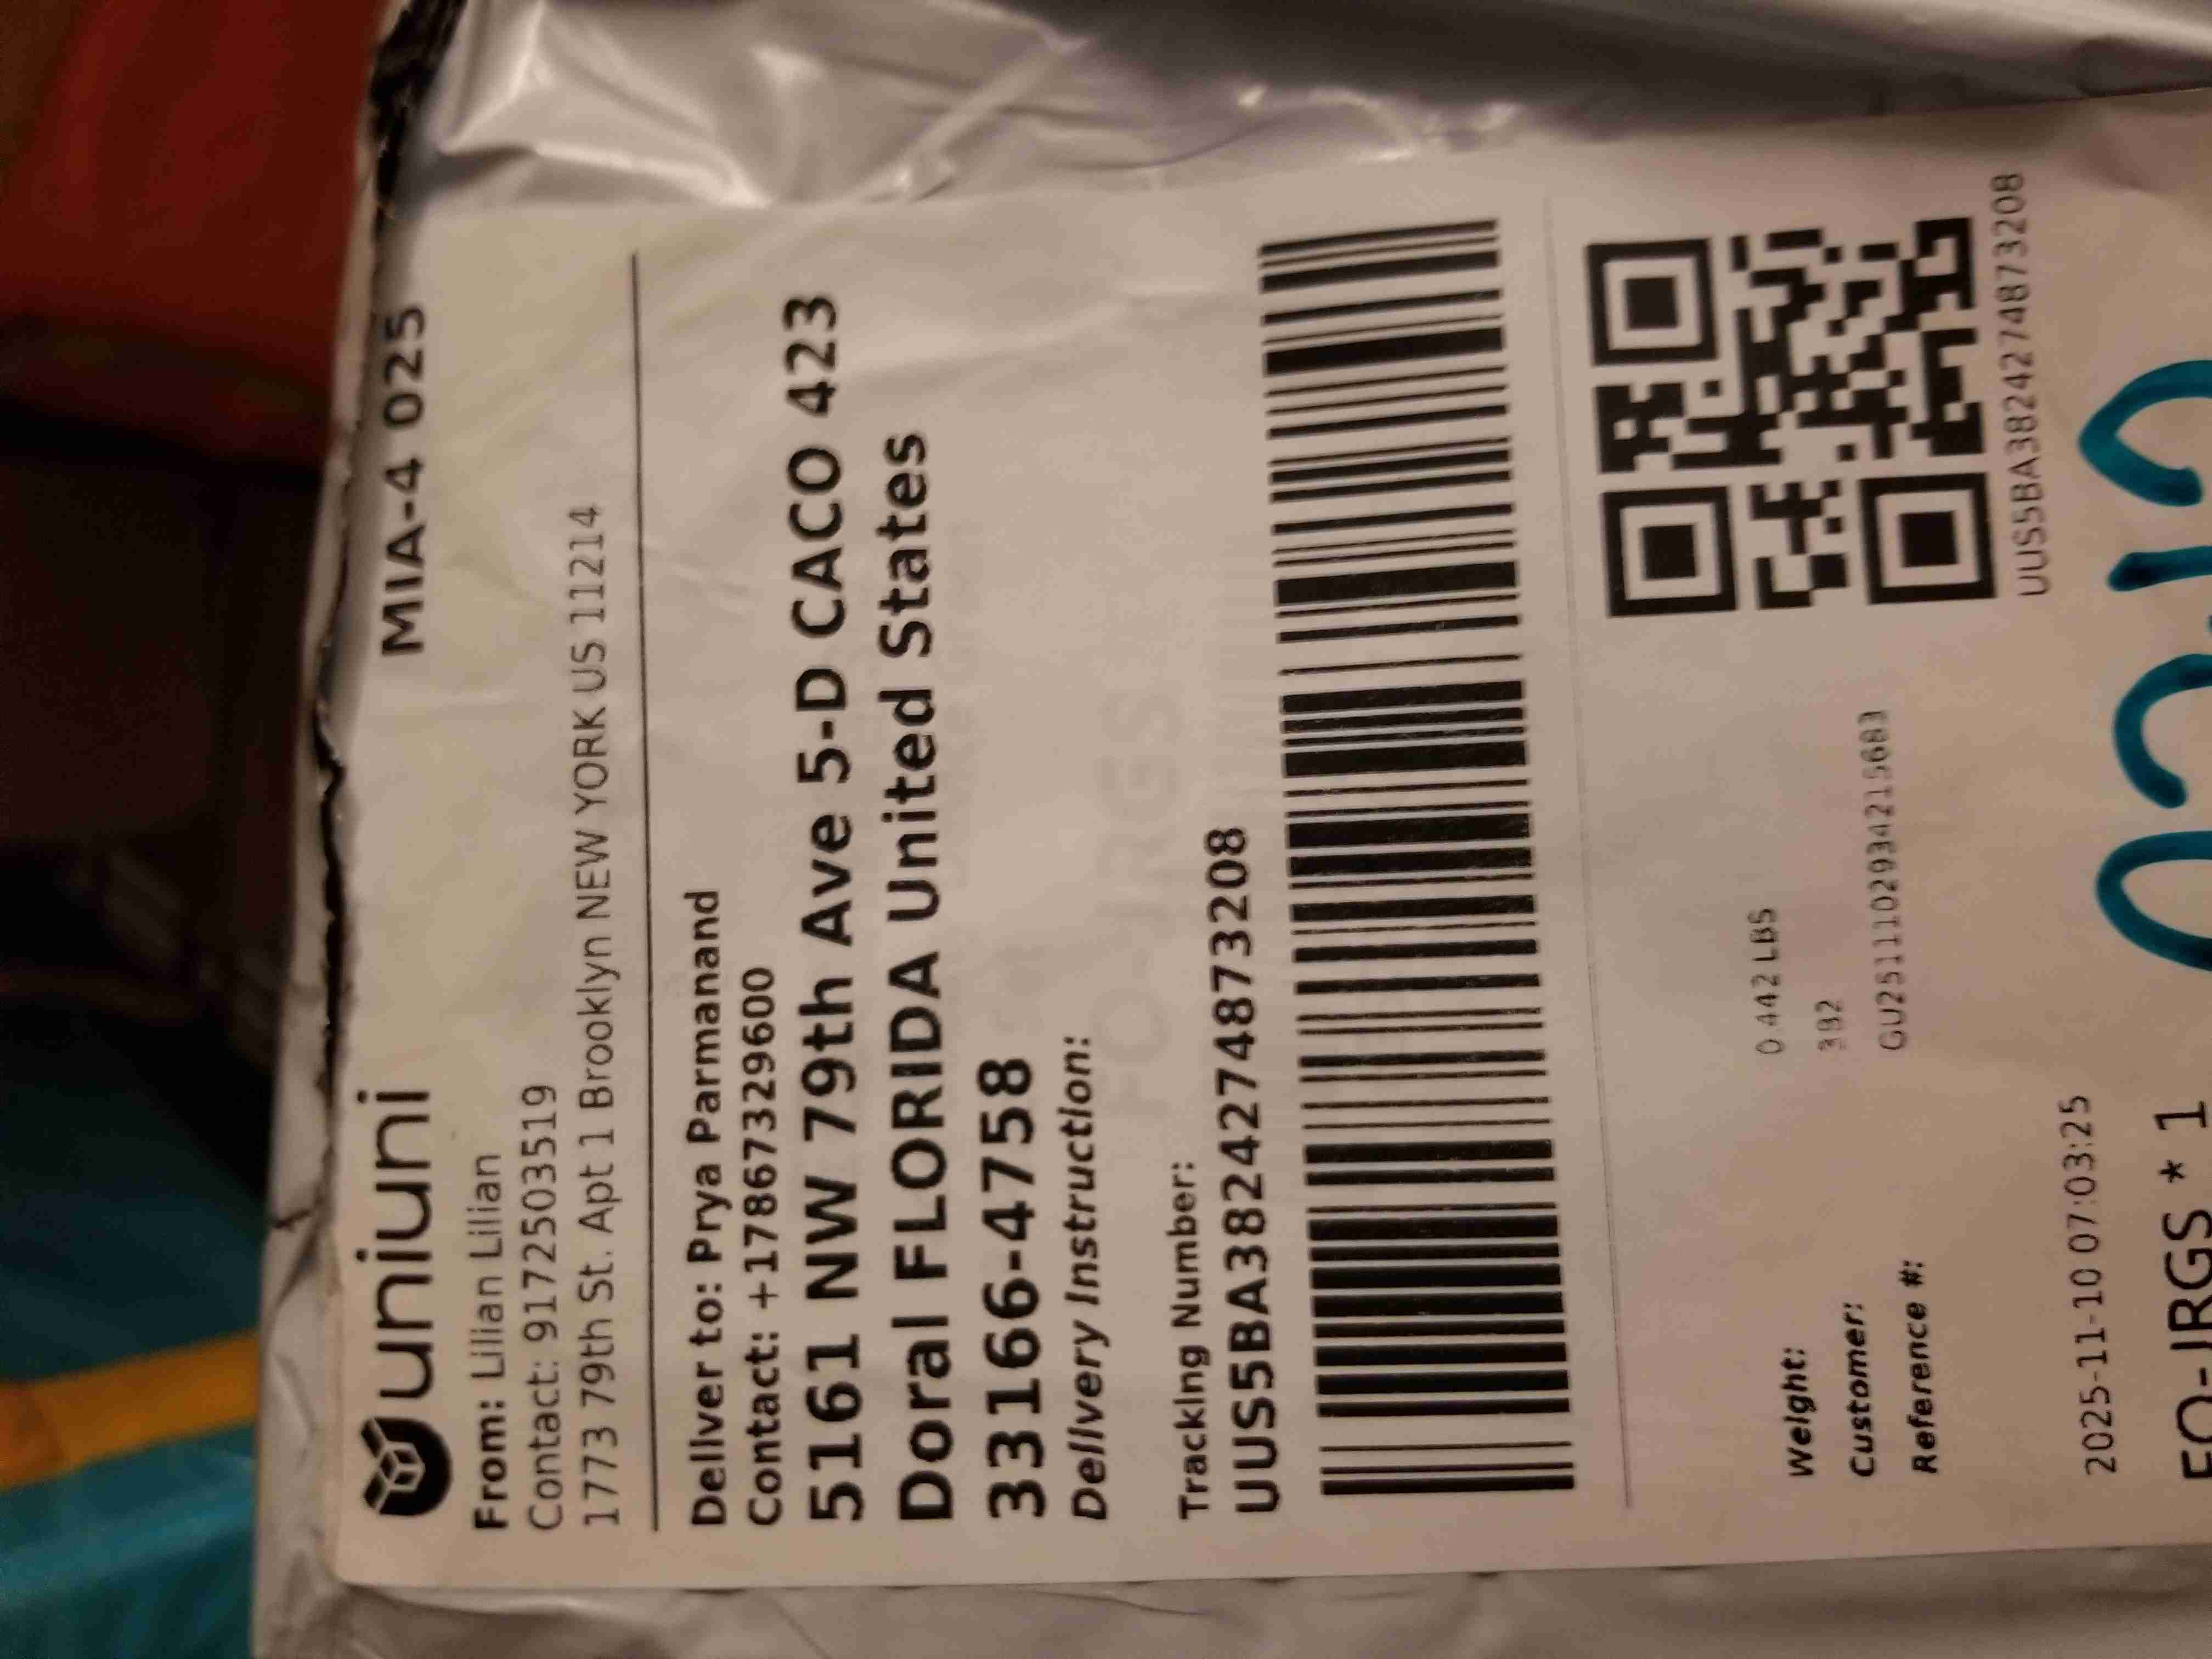 uniuni
MIA-4 025
From: Lilian Lilian
Contact: 9172503519
1773 79th St. Apt 1 Brooklyn NEW YORK US 11214
Deliver to: Prya Parmanand
Contact: +17867329600
5161 NW 79th Ave 5-D CACO 423
Doral FLORIDA United States
33166-4758
Delivery Instruction:
Tracking Number:
UUS5BA3824274873208
UUS5BA3824274873208
Weight: 0.442 LBS
Customer: 392
Reference #: GU2511102934215683
2025-11-10 07:03:25